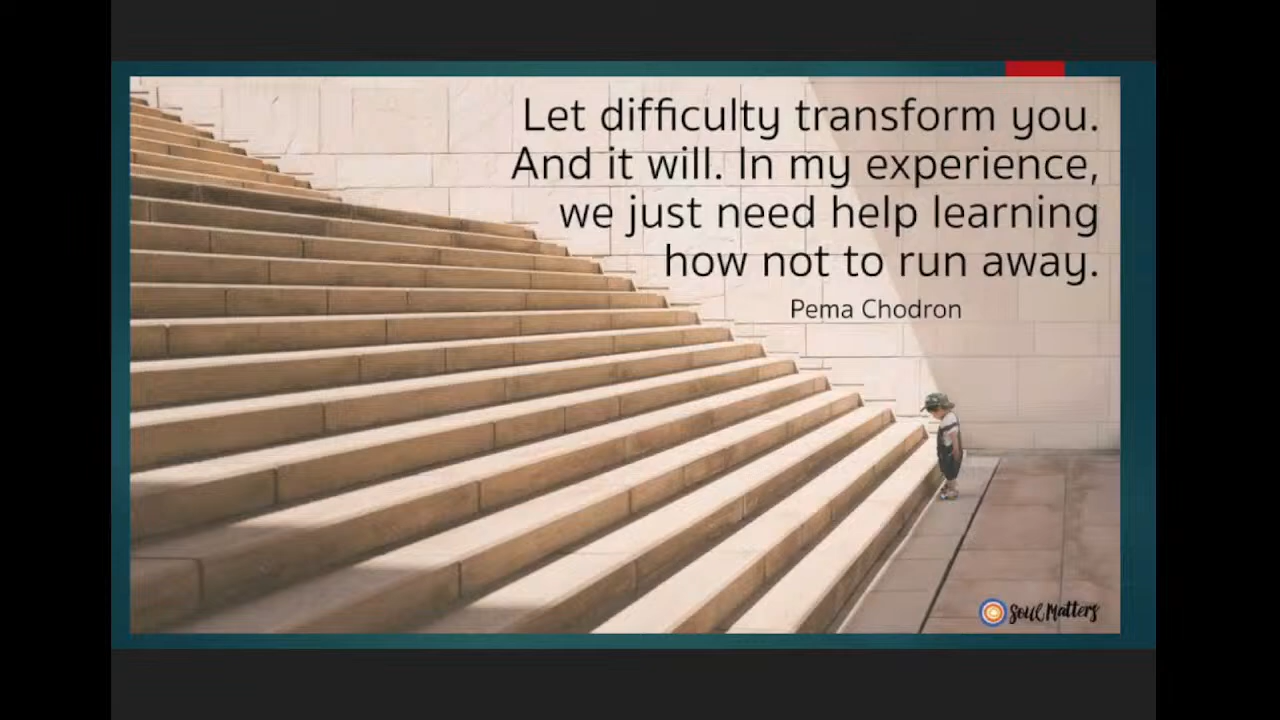 Let difficulty transform you.
And it will. In my experience,
we just need help learning
how not to run away.
Pema Chodron
Soul Matters